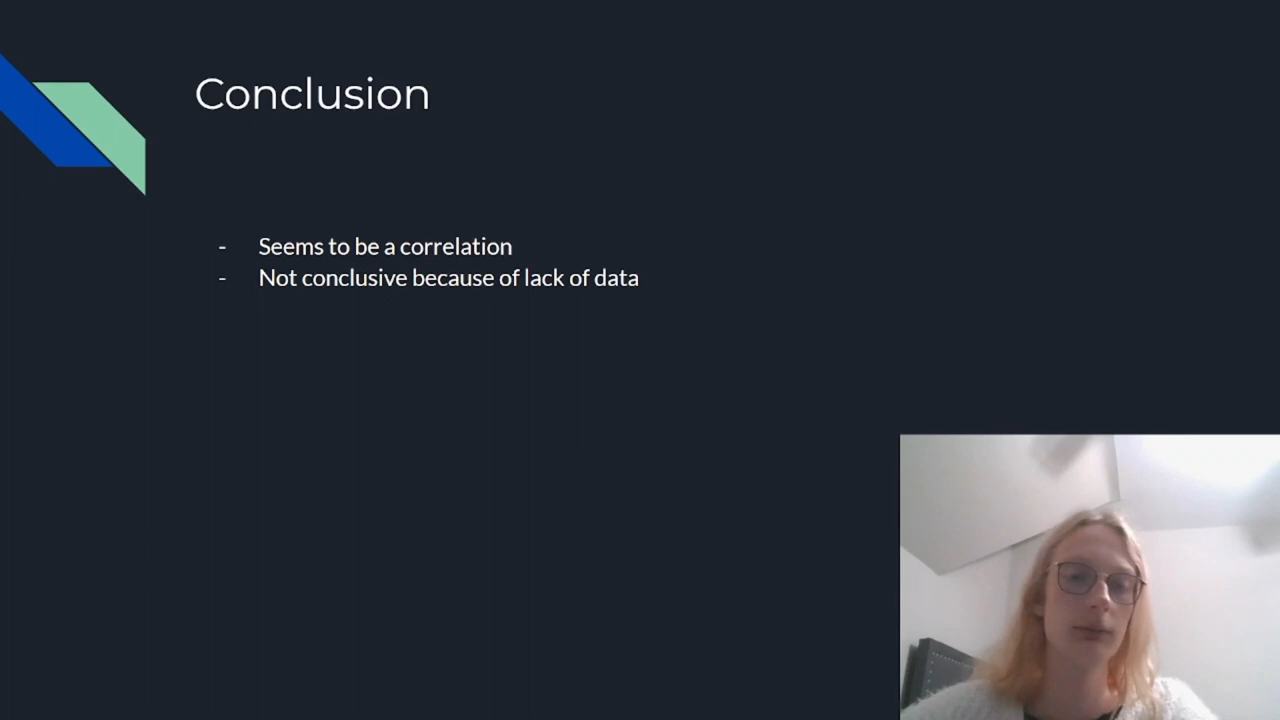 Conclusion
- Seems to be a correlation
- Not conclusive because of lack of data